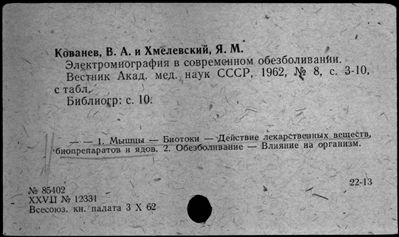 Кованев, В. А. и Хмелевский, Я. М.
Электромиография в современном обезболивании.
Вестник Акад. мед. наук СССР, 1962, № 8, с. 3-10,
с табл.
Библиогр: с. 10.
— — 1. Мышцы — Биотоки — Действие лекарственных веществ,
биопрепаратов и ядов. 2. Обезболивание — Влияние на организм.
22-13
№ 85402
XXVII № 12331
Всесоюз. кн. палата 3 X 62